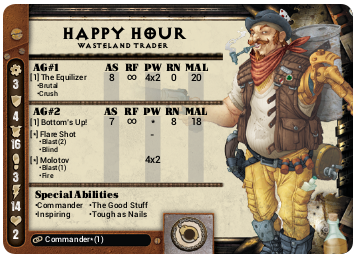 HAPPY HOUR
WASTELAND TRADER
AG#1 AS RF PW RN MAL
[1] The Equilizer 8 ∞ 4x2 0 20
•Brutal
•Crush
AG#2 AS RF PW RN MAL
[1] Bottom's Up! 7 ∞ • 8 18
[•] Flare Shot -
•Blast(2)
•Blind
[•] Molotov 4x2
•Blast(1)
•Fire
Special Abilities
•Commander •The Good Stuff
•Inspiring •Tough as Nails
Commander•(1)
3
4
16
3
14
2